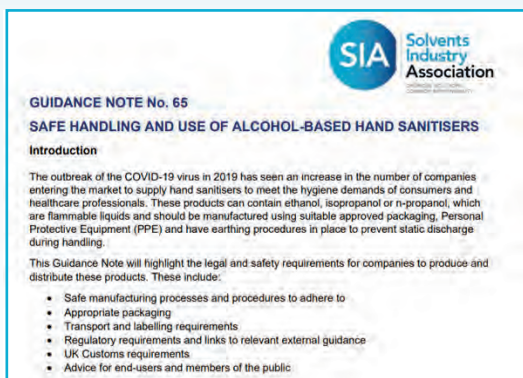 SIA
Solvents
Industry
Association
GUIDANCE NOTE No. 65
SAFE HANDLING AND USE OF ALCOHOL-BASED HAND SANITISERS
Introduction
The outbreak of the COVID-19 virus in 2019 has seen an increase in the number of companies
entering the market to supply hand sanitisers to meet the hygiene demands of consumers and
healthcare professionals. These products can contain ethanol, isopropanol or n-propanol, which
are flammable liquids and should be manufactured using suitable approved packaging, Personal
Protective Equipment (PPE) and have earthing procedures in place to prevent static discharge
during handling.
This Guidance Note will highlight the legal and safety requirements for companies to produce and
distribute these products. These include:
• Safe manufacturing processes and procedures to adhere to
• Appropriate packaging
• Transport and labelling requirements
• Regulatory requirements and links to relevant external guidance
• UK Customs requirements
• Advice for end-users and members of the public